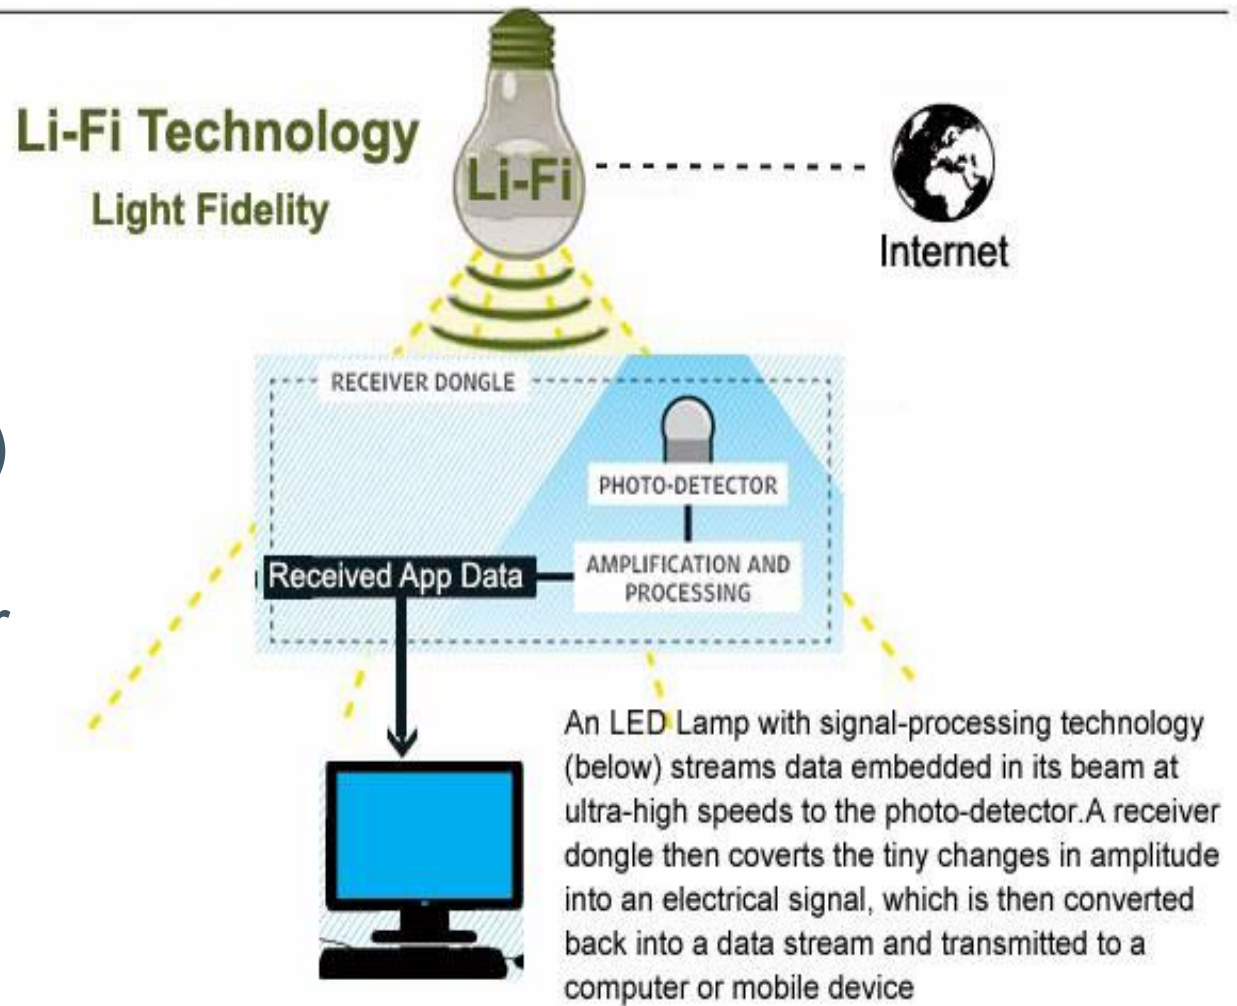 Li-Fi Technology
Light Fidelity
Li-Fi
Internet
RECEIVER DONGLE
PHOTO-DETECTOR
AMPLIFICATION AND
PROCESSING
Received App Data
An LED Lamp with signal-processing technology
(below) streams data embedded in its beam at
ultra-high speeds to the photo-detector.A receiver
dongle then coverts the tiny changes in amplitude
into an electrical signal, which is then converted
back into a data stream and transmitted to a
computer or mobile device